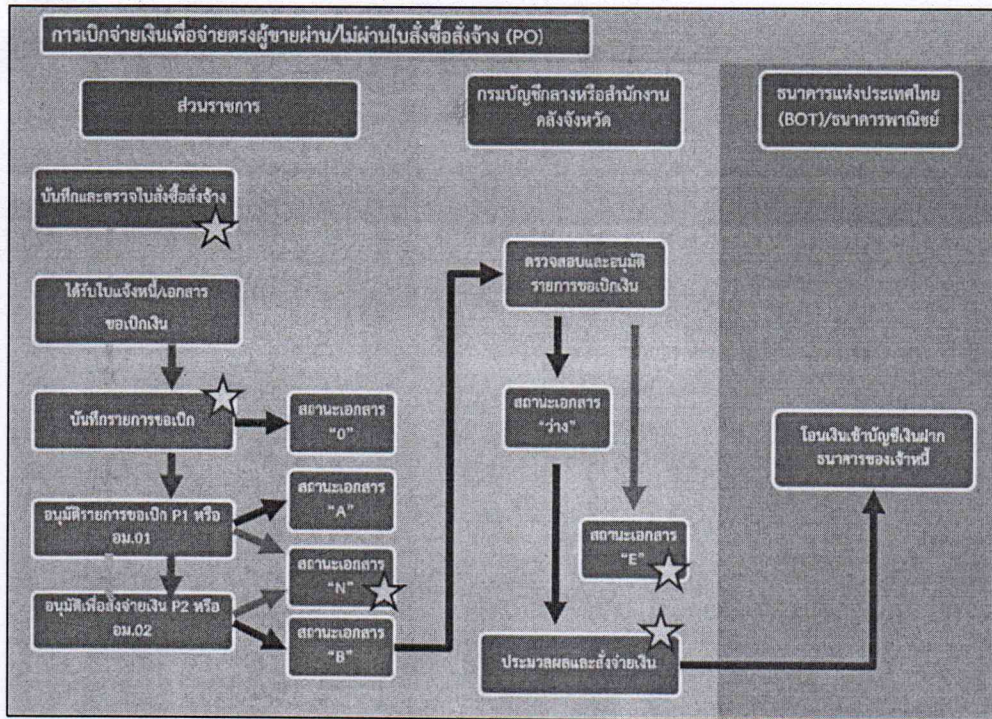 การเบิกจ่ายเงินเพื่อจ่ายตรงผู้ขายผ่าน/ไม่ผ่านใบสั่งซื้อสั่งจ้าง (PO)
ส่วนราชการ
กรมบัญชีกลางหรือสำนักงาน
คลังจังหวัด
ธนาคารแห่งประเทศไทย
(BOT)/ธนาคารพาณิชย์
บันทึกและตรวจใบสั่งซื้อสั่งจ้าง
ได้รับใบแจ้งหนี้/เอกสาร
ขอเบิกเงิน
บันทึกรายการขอเบิก
สถานะเอกสาร
"0"
อนุมัติรายการขอเบิก P1 หรือ
อม.01
สถานะเอกสาร
"A"
สถานะเอกสาร
"N"
อนุมัติเพื่อสั่งจ่ายเงิน P2 หรือ
อม.02
สถานะเอกสาร
"B"
ตรวจสอบและอนุมัติ
รายการขอเบิกเงิน
สถานะเอกสาร
"ว่าง"
สถานะเอกสาร
"E"
ประมวลผลและสั่งจ่ายเงิน
โอนเงินเข้าบัญชีเงินฝาก
ธนาคารของเจ้าหนี้